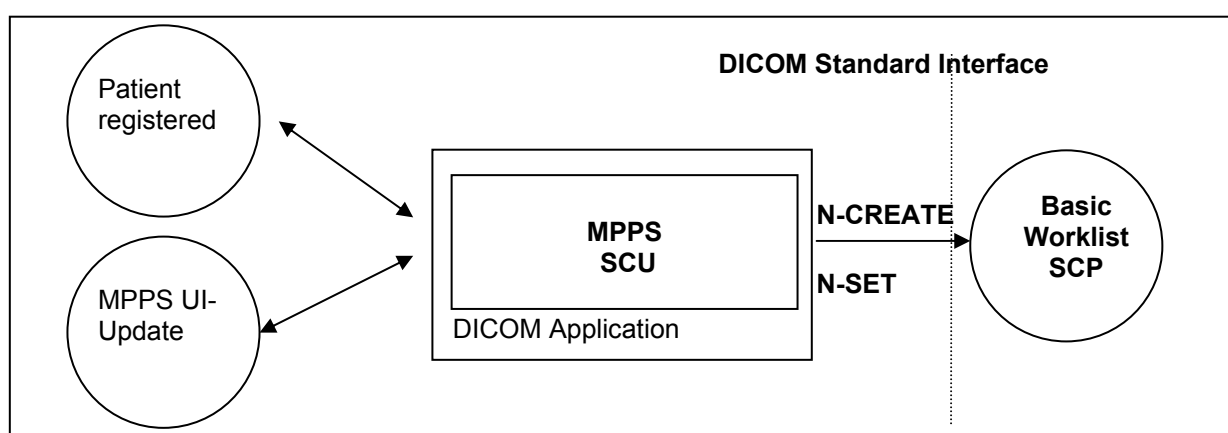 Patient
registered
DICOM Standard Interface
MPPS
SCU
N-CREATE
N-SET
Basic
Worklist
SCP
MPPS UI-
Update
DICOM Application